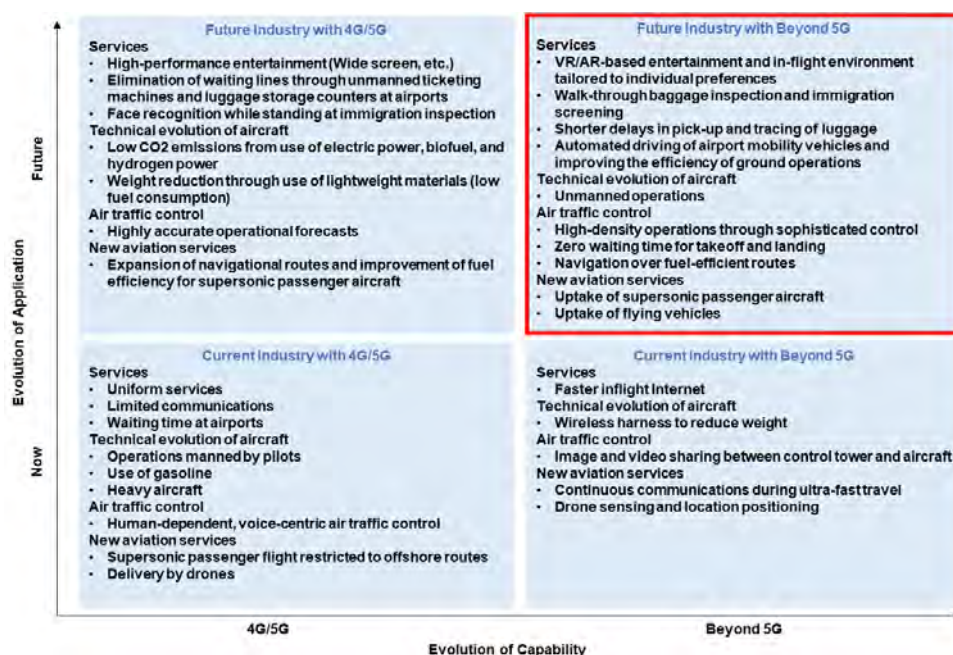 Future Industry with 4G/5G
Services
• High-performance entertainment (Wide screen, etc.)
• Elimination of waiting lines through unmanned ticketing
machines and luggage storage counters at airports
• Face recognition while standing at immigration inspection
Technical evolution of aircraft
• Low CO2 emissions from use of electric power, biofuel, and
hydrogen power
• Weight reduction through use of lightweight materials (low
fuel consumption)
Air traffic control
• Highly accurate operational forecasts
New aviation services
• Expansion of navigational routes and improvement of fuel
efficiency for supersonic passenger aircraft
Future Industry with Beyond 5G
Services
• VR/AR-based entertainment and in-flight environment
tailored to individual preferences
• Walk-through baggage inspection and immigration
screening
• Shorter delays in pick-up and tracing of luggage
• Automated driving of airport mobility vehicles and
improving the efficiency of ground operations
Technical evolution of aircraft
• Unmanned operations
Air traffic control
• High-density operations through sophisticated control
• Zero waiting time for takeoff and landing
• Navigation over fuel-efficient routes
New aviation services
• Uptake of supersonic passenger aircraft
• Uptake of flying vehicles
Current Industry with 4G/5G
Services
• Uniform services
• Limited communications
• Waiting time at airports
Technical evolution of aircraft
• Operations manned by pilots
• Use of gasoline
• Heavy aircraft
Air traffic control
• Human-dependent, voice-centric air traffic control
New aviation services
• Supersonic passenger flight restricted to offshore routes
• Delivery by drones
Current Industry with Beyond 5G
Services
• Faster inflight Internet
Technical evolution of aircraft
• Wireless harness to reduce weight
Air traffic control
• Image and video sharing between control tower and aircraft
New aviation services
• Continuous communications during ultra-fast travel
• Drone sensing and location positioning
Evolution of Application
Future
Now
4G/5G
Beyond 5G
Evolution of Capability